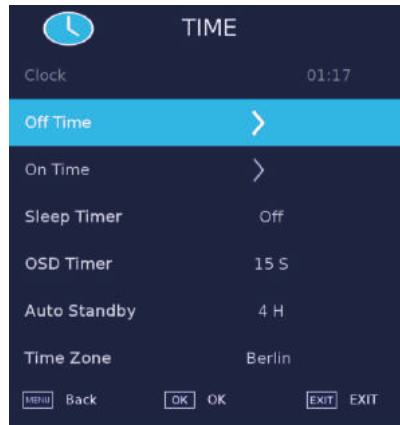 TIME
Clock 01:17
Off Time
On Time
Sleep Timer Off
OSD Timer 15 S
Auto Standby 4 H
Time Zone Berlin
MENU Back OK OK EXIT EXIT